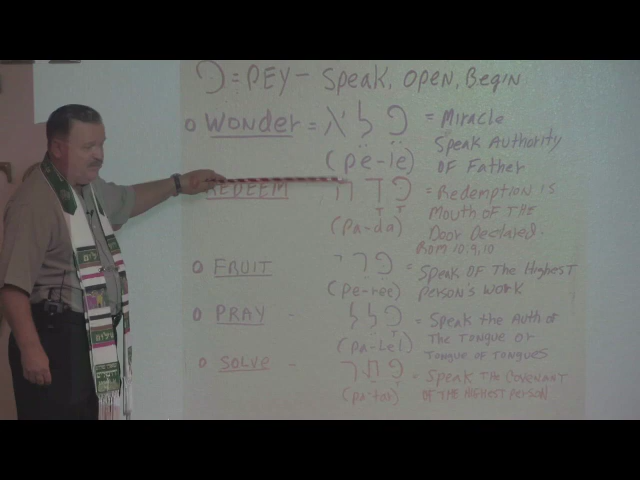 פ = PEY - Speak, Open, Begin
o Wonder = פלא = Miracle
Speak Authority
(pe-le) of Father
REDEEM פדה = Redemption is
(pa-da) Mouth of the
Door Declared.
Rom 10:9,10
o FRUIT פרי = Speak of the Highest
(pe-ree) Person's Work
o PRAY - פלל = Speak the Auth of
(pa-lel) The Tongue or
Tongue of Tongues
o SOLVE - פתר = Speak the Covenant
(pa-tar) of the Highest Person
שלום